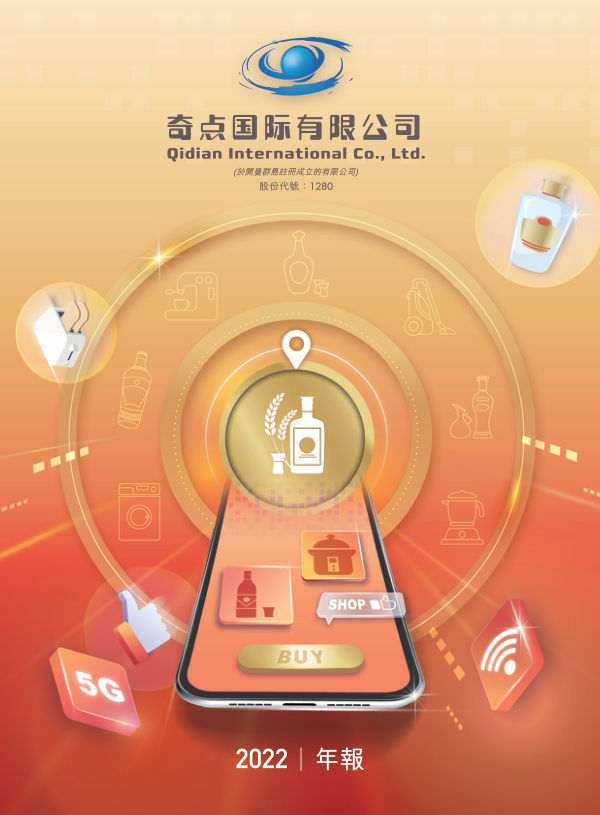 奇点国际有限公司
Qidian International Co., Ltd.
(於開曼群島註冊成立的有限公司)
股份代號：1280
SHOP
BUY
5G
2022 | 年報